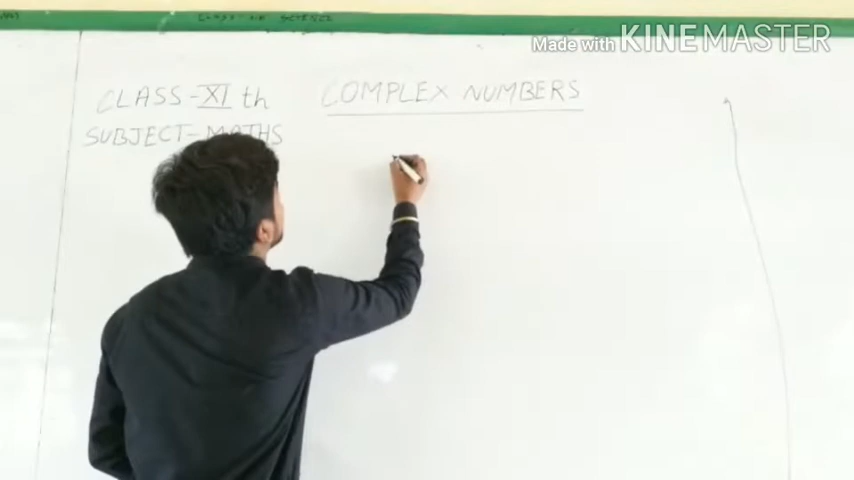 CLASS-XI th
SUBJECT-MATHS
COMPLEX NUMBERS
Made with KINEMASTER